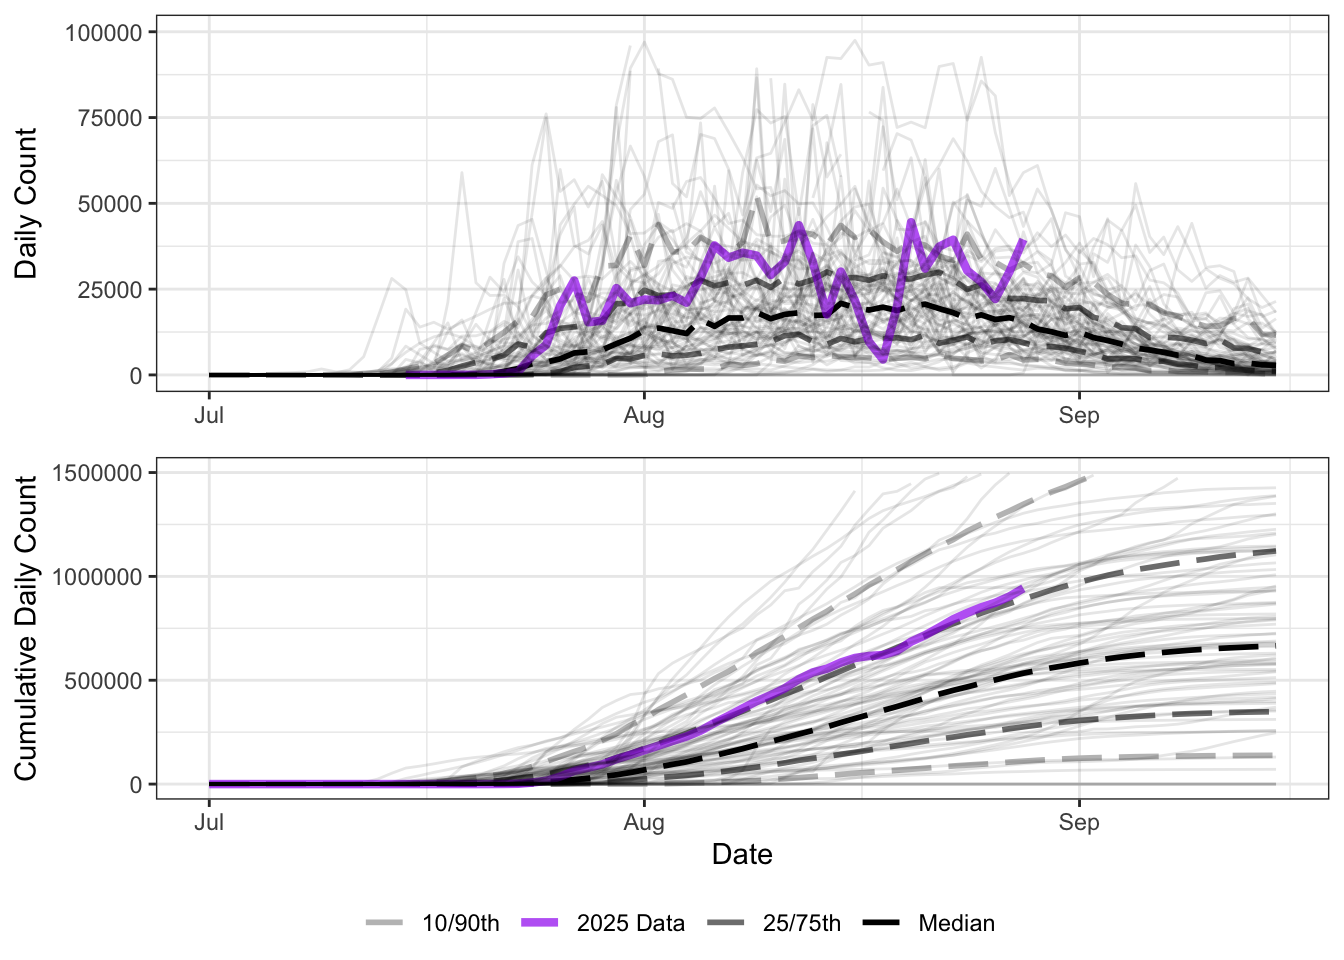 Daily Count
100000
75000
50000
25000
0
Jul Aug Sep
Cumulative Daily Count
1500000
1000000
500000
0
Jul Aug Sep
Date
10/90th 2025 Data 25/75th Median